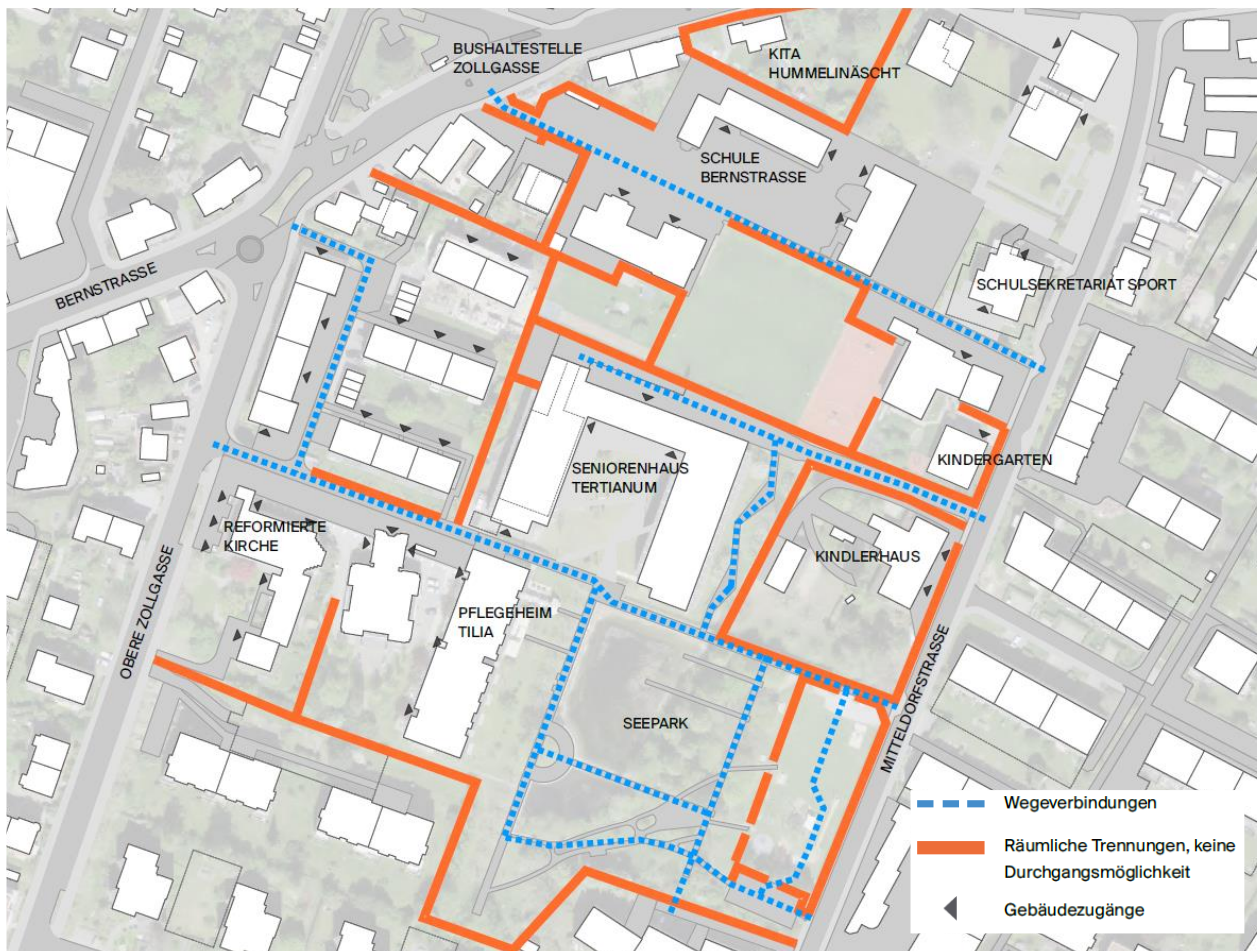 BUSHALTESTELLE
ZOLLGASSE
KITA
HUMMELINÄSCHT
SCHULE
BERNSTRASSE
BERNSTRASSE
SCHULSEKRETARIAT SPORT
SENIORENHAUS
TERTIANUM
KINDERGARTEN
REFORMIERTE
KIRCHE
KINDLERHAUS
OBERE ZOLLGASSE
PFLEGEHEIM
TILIA
SEEPARK
MITTELDORFSTRASSE
Wegeverbindungen
Räumliche Trennungen, keine
Durchgangsmöglichkeit
Gebäudezugänge